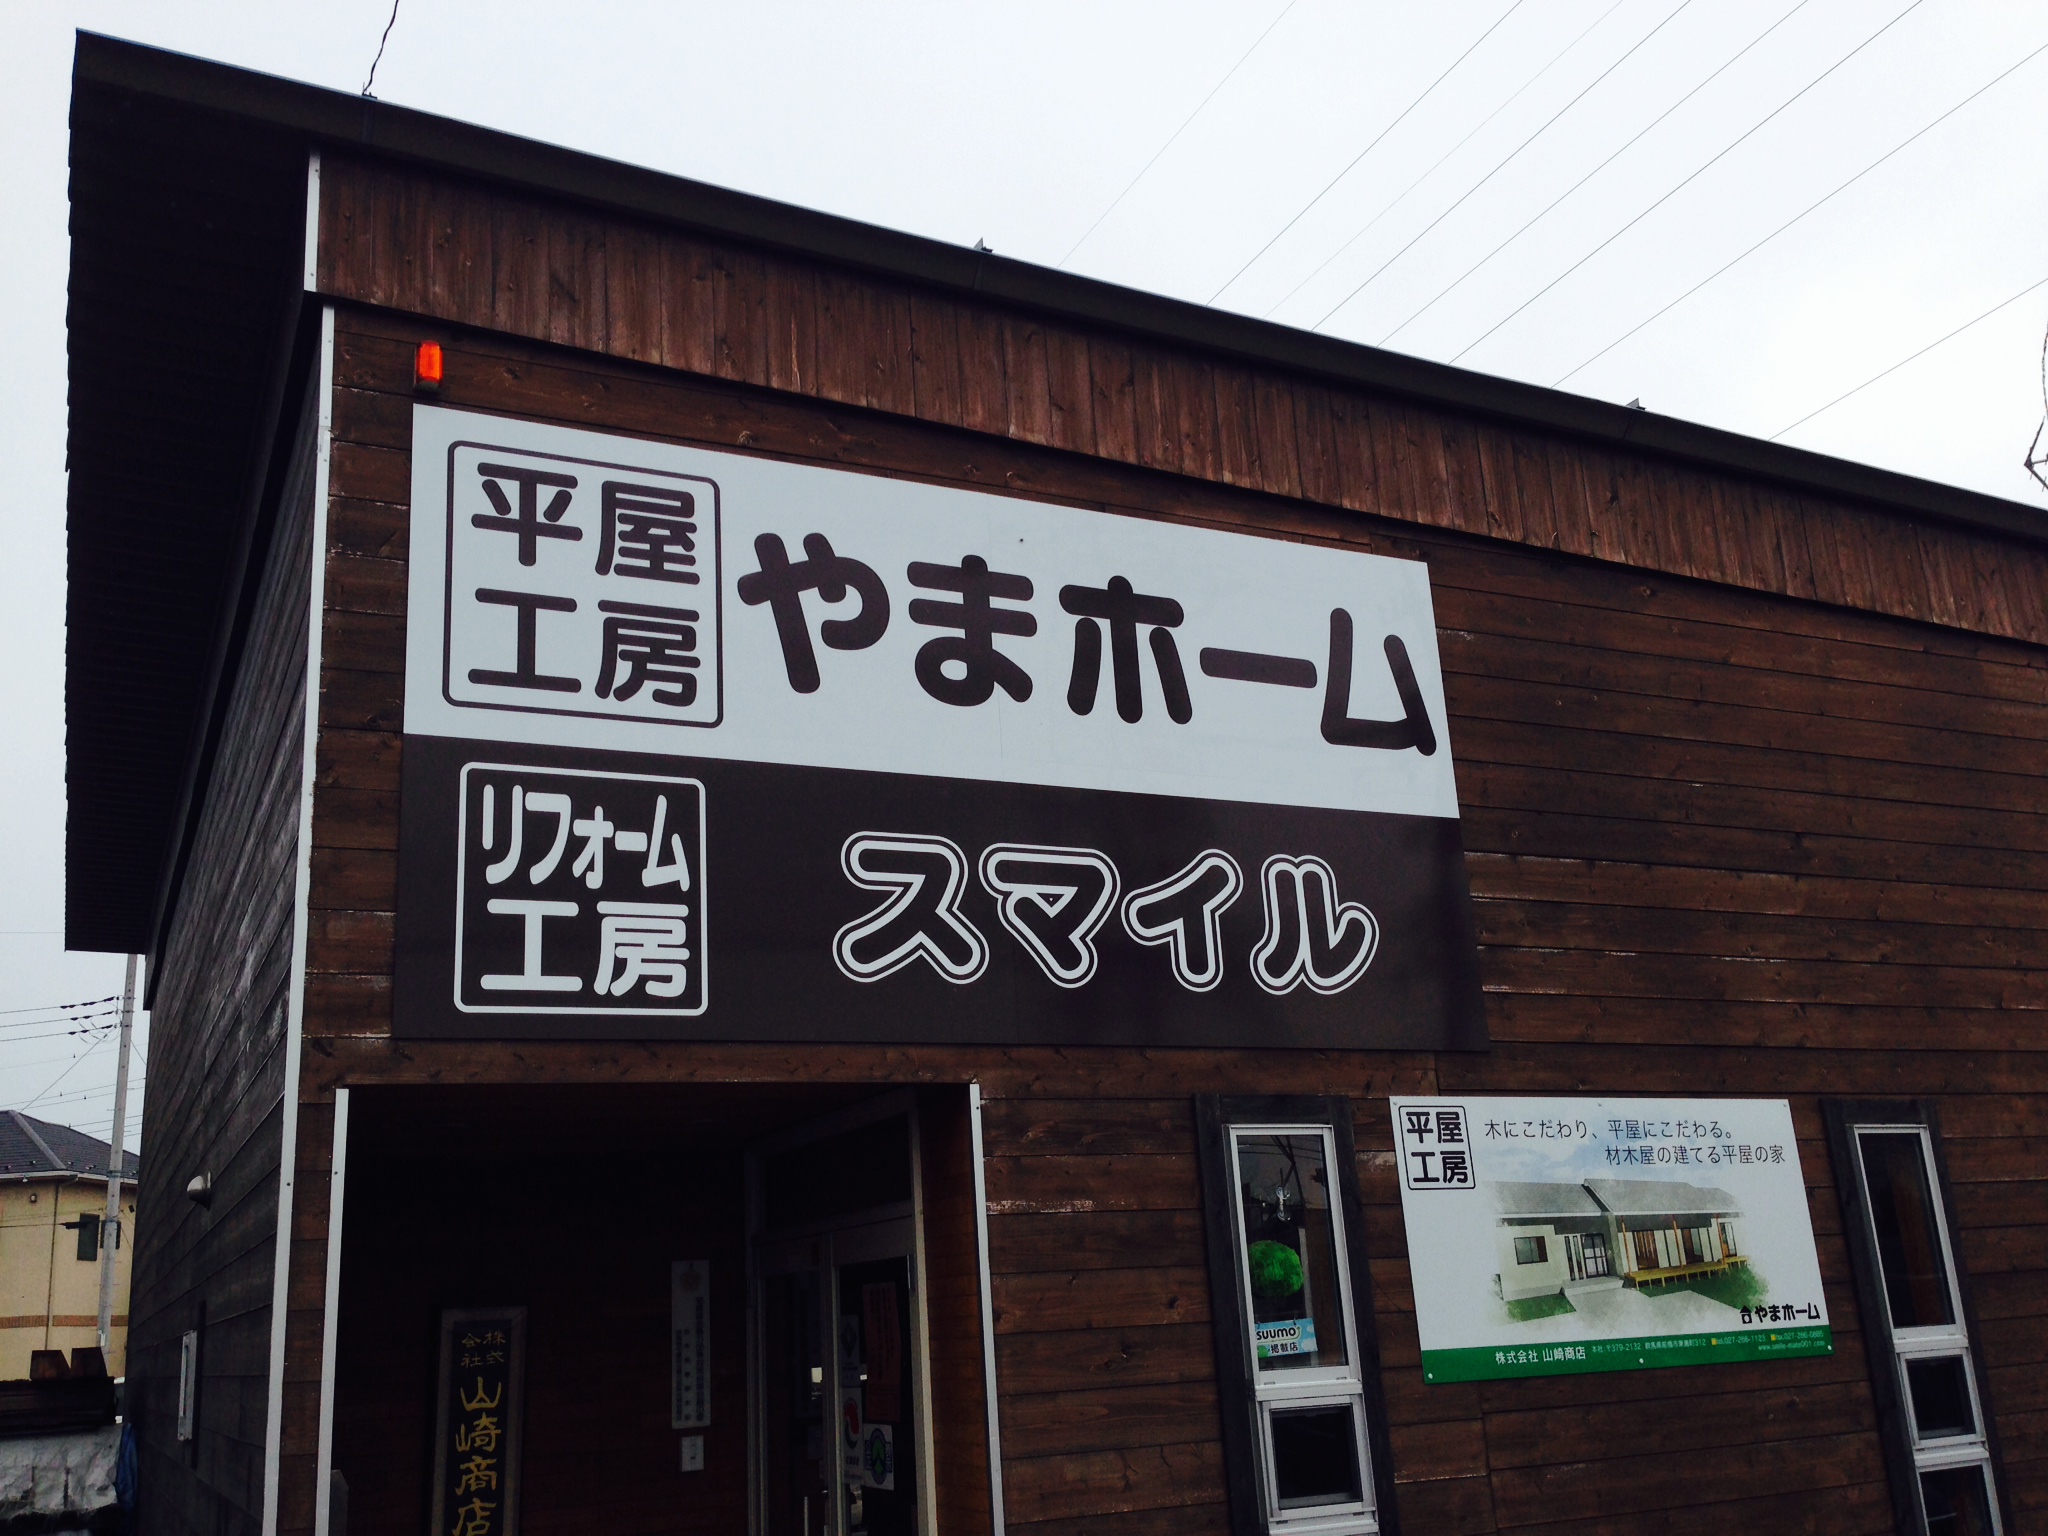 平屋
工房
やまホーム
リフォーム
工房
スマイル
平屋
工房
木にこだわり、平屋にこだわる。
材木屋の建てる平屋の家
やまホーム
株式会社 山崎商店
suumo
掲載店
株式
会社
山崎商店